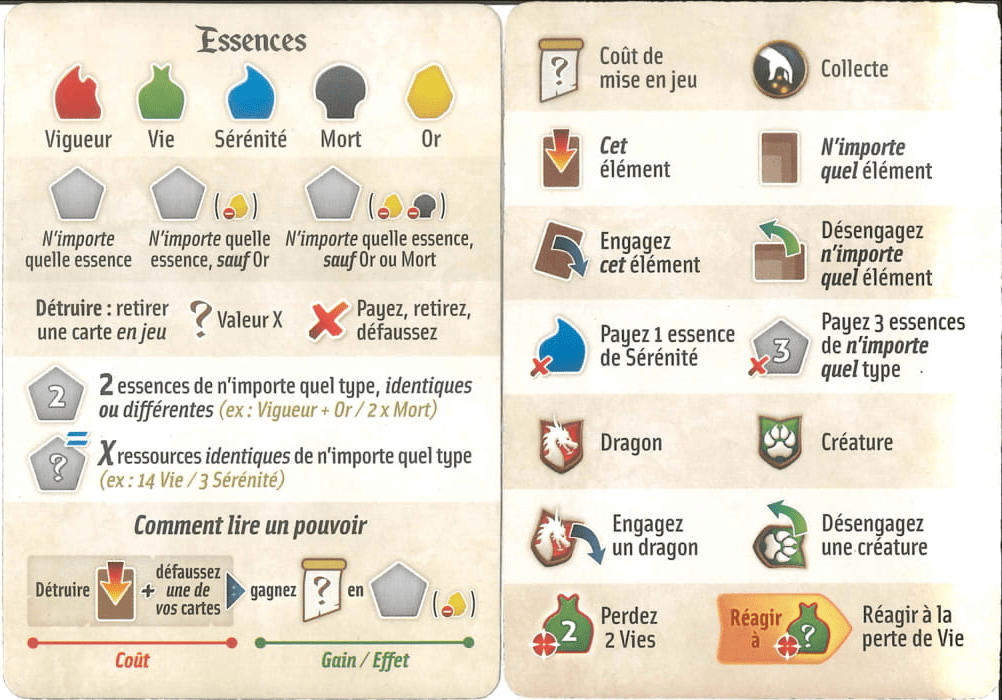 Essences
Vigueur
Vie
Sérénité
Mort
Or
N'importe
quelle essence
N'importe quelle
essence, sauf Or
N'importe quelle essence,
sauf Or ou Mort
Détruire : retirer
une carte en jeu
? Valeur X
Payez, retirez,
défaussez
2
2 essences de n'importe quel type, identiques
ou différentes (ex : Vigueur + Or / 2 x Mort)
? =
X ressources identiques de n'importe quel type
(ex : 14 Vie / 3 Sérénité)
Comment lire un pouvoir
Détruire
+
défaussez
une de
vos cartes
gagnez
?
en
( )
Coût
Gain / Effet
?
Coût de
mise en jeu
Collecte
Cet
élément
N'importe
quel élément
Engagez
cet élément
Désengagez
n'importe
quel élément
Payez 1 essence
de Sérénité
3
Payez 3 essences
de n'importe
quel type
Dragon
Créature
Engagez
un dragon
Désengagez
une créature
2
Perdez
2 Vies
Réagir
à
?
Réagir à la
perte de Vie